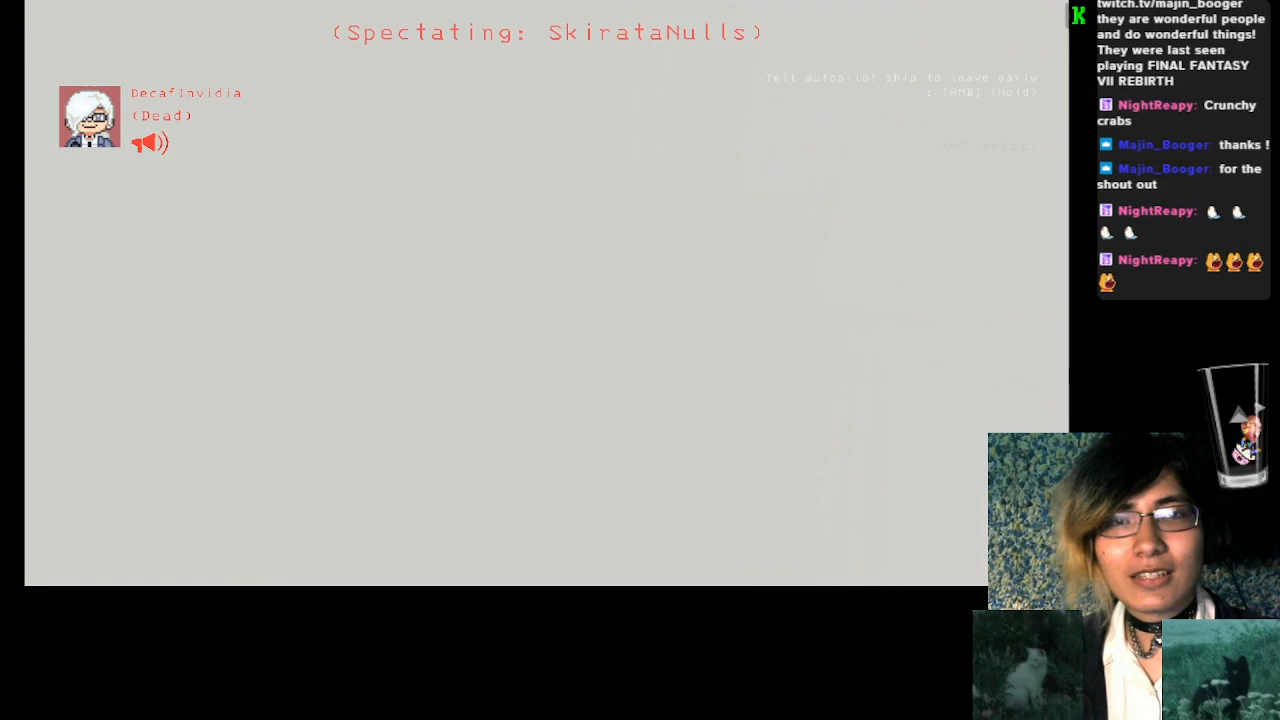 (Spectating: SkirataNulls)
DecafInvidia
(Dead)
Tell autopilot ship to leave early
: [RMB] (Hold)
K
twitch.tv/majin_booger
they are wonderful people
and do wonderful things!
They were last seen
playing FINAL FANTASY
VII REBIRTH
NightReapy: Crunchy
crabs
Majin_Booger: thanks !
Majin_Booger: for the
shout out
NightReapy:
NightReapy: